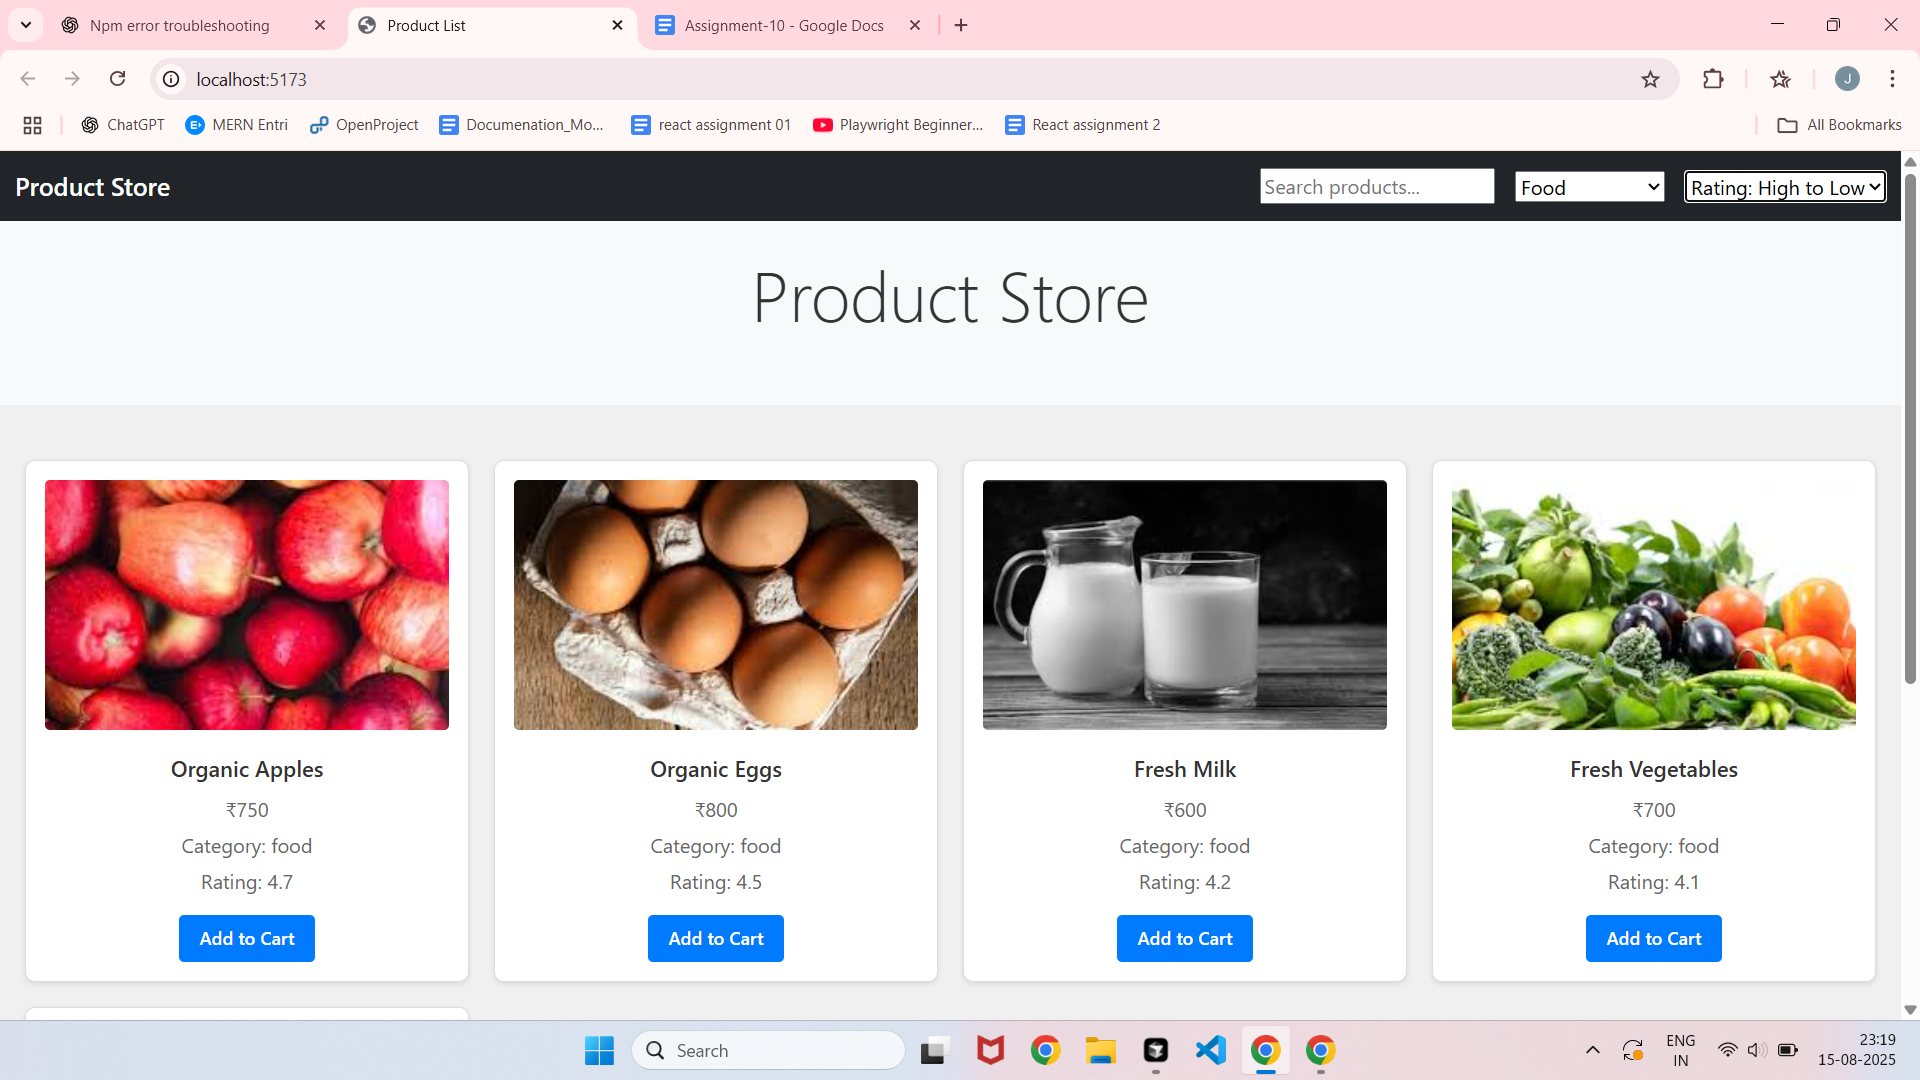 Npm error troubleshooting
Product List
Assignment-10 - Google Docs
localhost:5173
J
ChatGPT
MERN Entri
OpenProject
Documenation_Mo...
react assignment 01
Playwright Beginner...
React assignment 2
All Bookmarks
Product Store
Search products...
Food
Rating: High to Low
Product Store
Organic Apples
₹750
Category: food
Rating: 4.7
Add to Cart
Organic Eggs
₹800
Category: food
Rating: 4.5
Add to Cart
Fresh Milk
₹600
Category: food
Rating: 4.2
Add to Cart
Fresh Vegetables
₹700
Category: food
Rating: 4.1
Add to Cart
Search
ENG
IN
23:19
15-08-2025